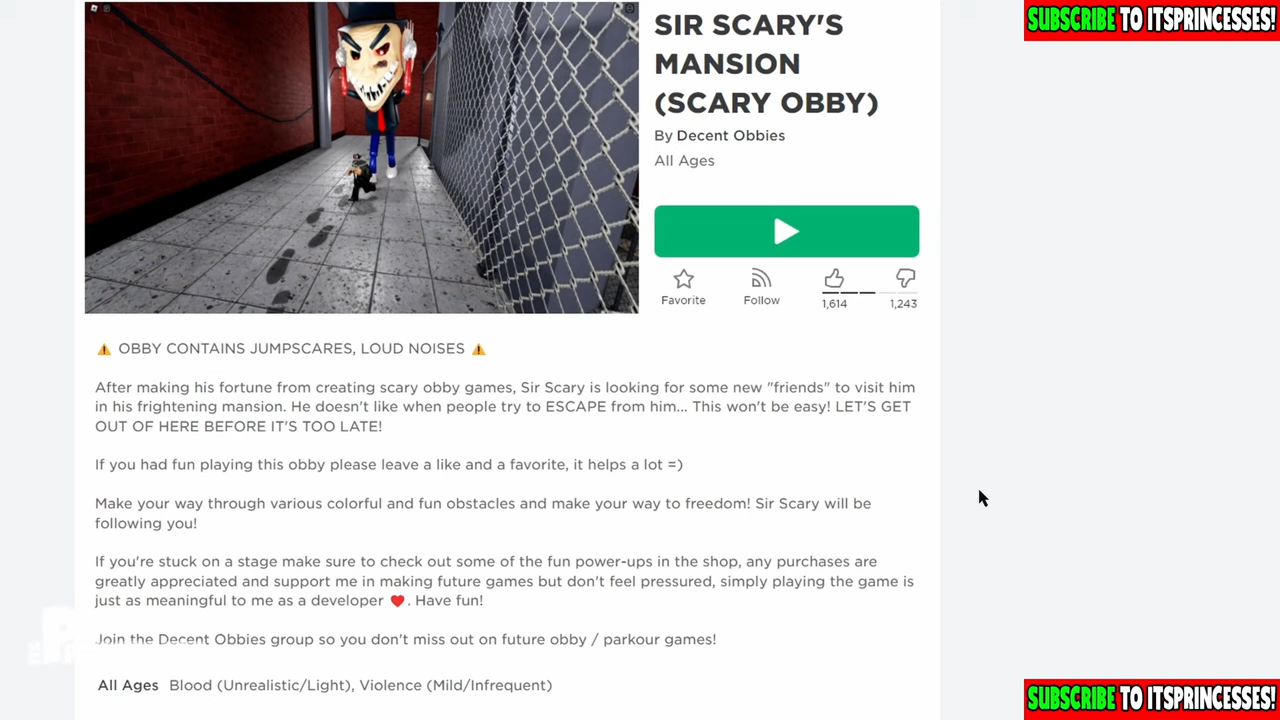 SUBSCRIBE TO ITSPRINCESSES!
SIR SCARY'S
MANSION
(SCARY OBBY)
By Decent Obbies
All Ages
Favorite
Follow
1,614
1,243
⚠ OBBY CONTAINS JUMPSCARES, LOUD NOISES ⚠
After making his fortune from creating scary obby games, Sir Scary is looking for some new "friends" to visit him
in his frightening mansion. He doesn't like when people try to ESCAPE from him... This won't be easy! LET'S GET
OUT OF HERE BEFORE IT'S TOO LATE!
If you had fun playing this obby please leave a like and a favorite, it helps a lot =)
Make your way through various colorful and fun obstacles and make your way to freedom! Sir Scary will be
following you!
If you're stuck on a stage make sure to check out some of the fun power-ups in the shop, any purchases are
greatly appreciated and support me in making future games but don't feel pressured, simply playing the game is
just as meaningful to me as a developer ♥. Have fun!
Join the Decent Obbies group so you don't miss out on future obby / parkour games!
All Ages Blood (Unrealistic/Light), Violence (Mild/Infrequent)
SUBSCRIBE TO ITSPRINCESSES!